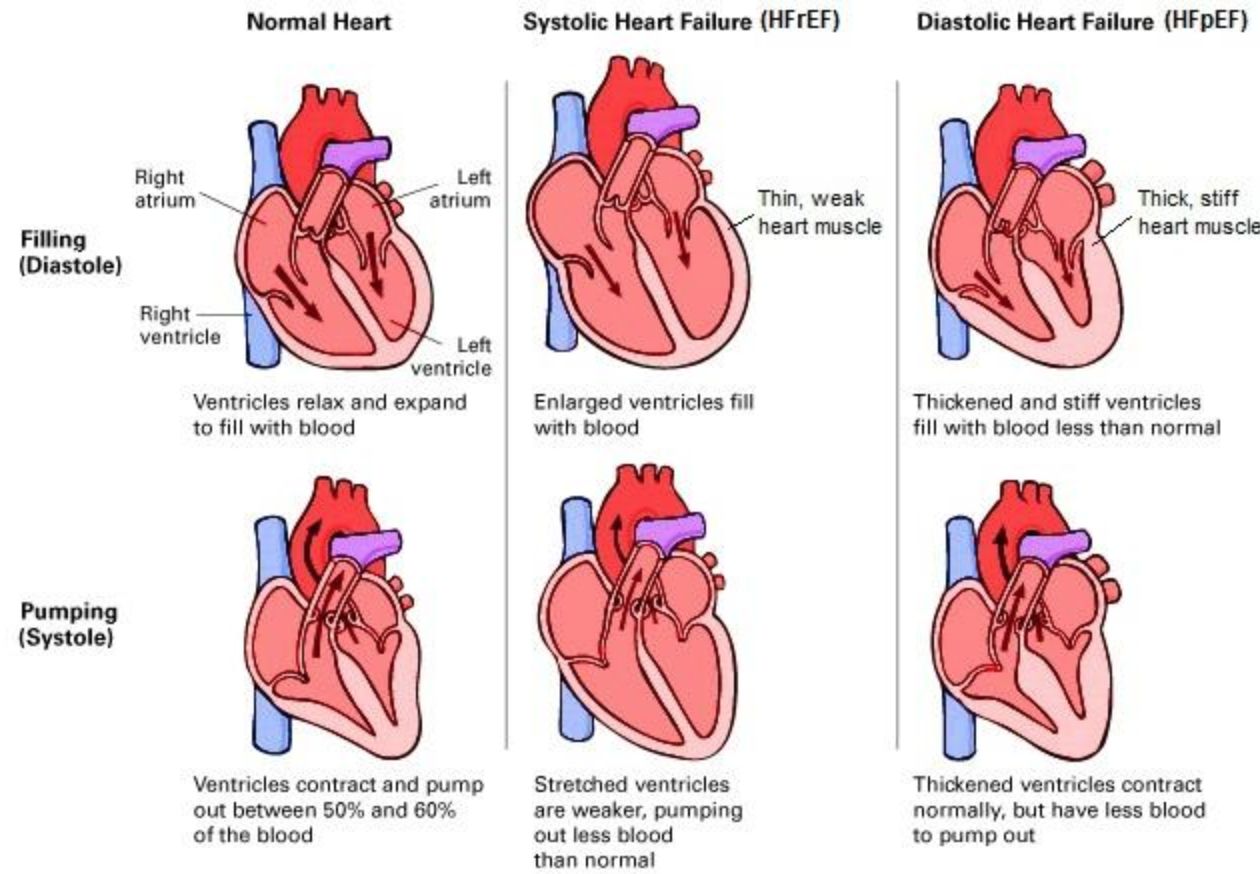 Normal Heart
Systolic Heart Failure (HFrEF)
Diastolic Heart Failure (HFpEF)
Filling
(Diastole)
Right
atrium
Left
atrium
Right
ventricle
Left
ventricle
Thin, weak
heart muscle
Thick, stiff
heart muscle
Ventricles relax and expand
to fill with blood
Enlarged ventricles fill
with blood
Thickened and stiff ventricles
fill with blood less than normal
Pumping
(Systole)
Ventricles contract and pump
out between 50% and 60%
of the blood
Stretched ventricles
are weaker, pumping
out less blood
than normal
Thickened ventricles contract
normally, but have less blood
to pump out